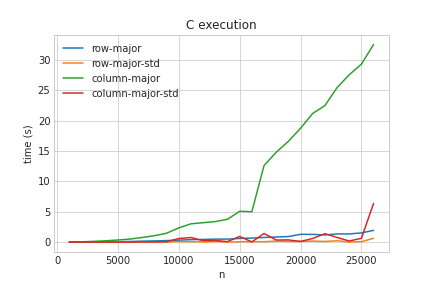 C execution
row-major
row-major-std
column-major
column-major-std
time (s)
30
25
20
15
10
5
0
0 5000 10000 15000 20000 25000
n